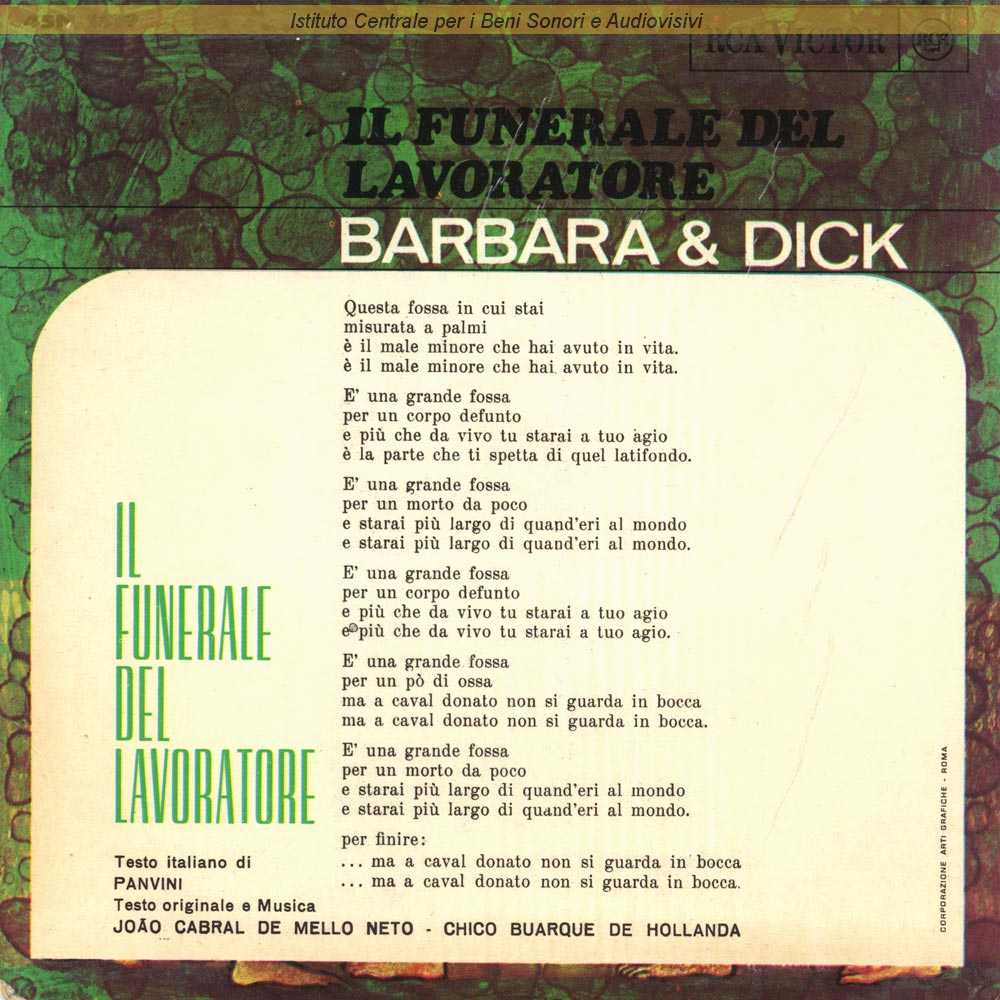 Istituto Centrale per i Beni Sonori e Audiovisivi
RCA VICTOR
IL FUNERALE DEL
LAVORATORE
BARBARA & DICK
Questa fossa in cui stai
misurata a palmi
è il male minore che hai avuto in vita.
è il male minore che hai avuto in vita.
E' una grande fossa
per un corpo defunto
e più che da vivo tu starai a tuo agio
è la parte che ti spetta di quel latifondo.
E' una grande fossa
per un morto da poco
e starai più largo di quand'eri al mondo
e starai più largo di quand'eri al mondo.
E' una grande fossa
per un corpo defunto
e più che da vivo tu starai a tuo agio
e più che da vivo tu starai a tuo agio.
E' una grande fossa
per un pò di ossa
ma a caval donato non si guarda in bocca
ma a caval donato non si guarda in bocca.
E' una grande fossa
per un morto da poco
e starai più largo di quand'eri al mondo
e starai più largo di quand'eri al mondo.
per finire:
... ma a caval donato non si guarda in bocca
... ma a caval donato non si guarda in bocca.
IL
FUNERALE
DEL
LAVORATORE
Testo italiano di
PANVINI
Testo originale e Musica
JOÃO CABRAL DE MELLO NETO - CHICO BUARQUE DE HOLLANDA
CORPORAZIONE ARTI GRAFICHE - ROMA